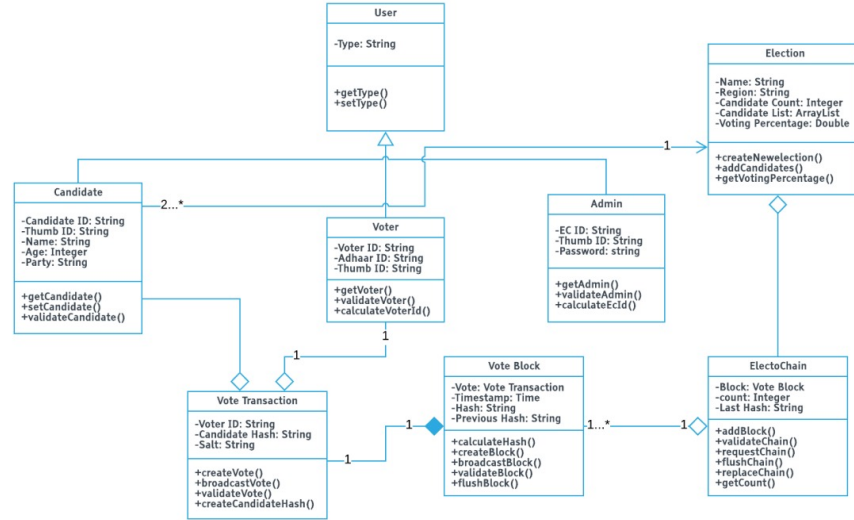 User
-Type: String
+getType()
+setType()
Election
-Name: String
-Region: String
-Candidate Count: Integer
-Candidate List: ArrayList
-Voting Percentage: Double
+createNewelection()
+addCandidates()
+getVotingPercentage()
1
Candidate
-Candidate ID: String
-Thumb ID: String
-Name: String
-Age: Integer
-Party: String
+getCandidate()
+setCandidate()
+validateCandidate()
2...*
Voter
-Voter ID: String
-Adhaar ID: String
-Thumb ID: String
+getVoter()
+validateVoter()
+calculateVoterId()
1
1
Admin
-EC ID: String
-Thumb ID: String
-Password: string
+getAdmin()
+validateAdmin()
+calculateEcId()
Vote Transaction
-Voter ID: String
-Candidate Hash: String
-Salt: String
+createVote()
+broadcastVote()
+validateVote()
+createCandidateHash()
1
1
Vote Block
-Vote: Vote Transaction
-Timestamp: Time
-Hash: String
-Previous Hash: String
+calculateHash()
+createBlock()
+broadcastBlock()
+validateBlock()
+flushBlock()
1...*
1
ElectoChain
-Block: Vote Block
-count: Integer
-Last Hash: String
+addBlock()
+validateChain()
+requestChain()
+flushChain()
+replaceChain()
+getCount()